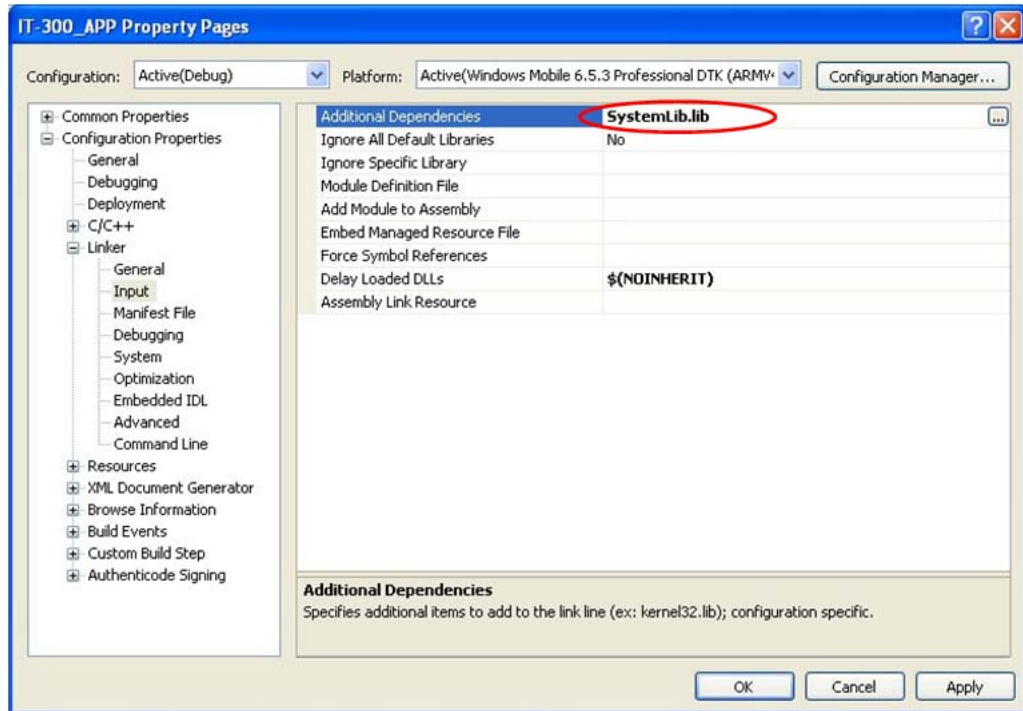 IT-300_APP Property Pages
Configuration: Active(Debug) Platform: Active(Windows Mobile 6.5.3 Professional DTK (ARMV4 Configuration Manager...
Common Properties
Configuration Properties
General
Debugging
Deployment
C/C++
Linker
General
Input
Manifest File
Debugging
System
Optimization
Embedded IDL
Advanced
Command Line
Resources
XML Document Generator
Browse Information
Build Events
Custom Build Step
Authenticode Signing
Additional Dependencies SystemLib.lib ...
Ignore All Default Libraries No
Ignore Specific Library
Module Definition File
Add Module to Assembly
Embed Managed Resource File
Force Symbol References
Delay Loaded DLLs $(NOINHERIT)
Assembly Link Resource
Additional Dependencies
Specifies additional items to add to the link line (ex: kernel32.lib); configuration specific.
OK Cancel Apply